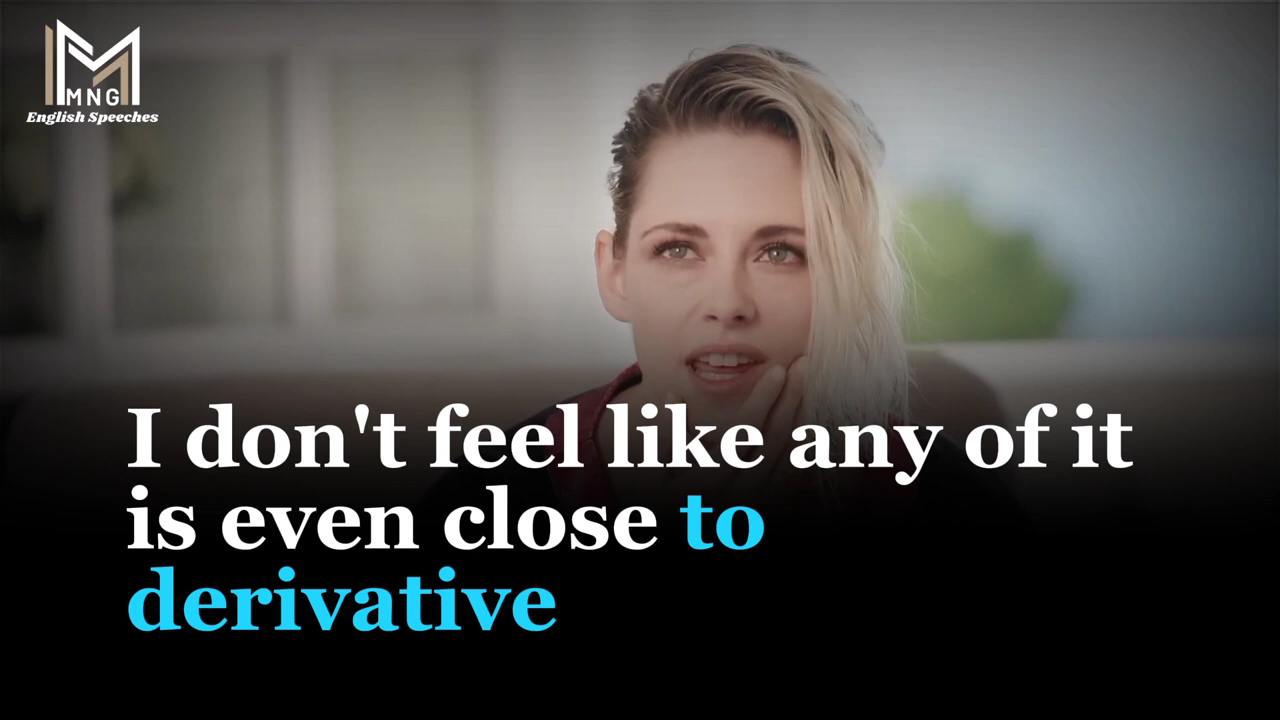 MNG
English Speeches
I don't feel like any of it
is even close to
derivative